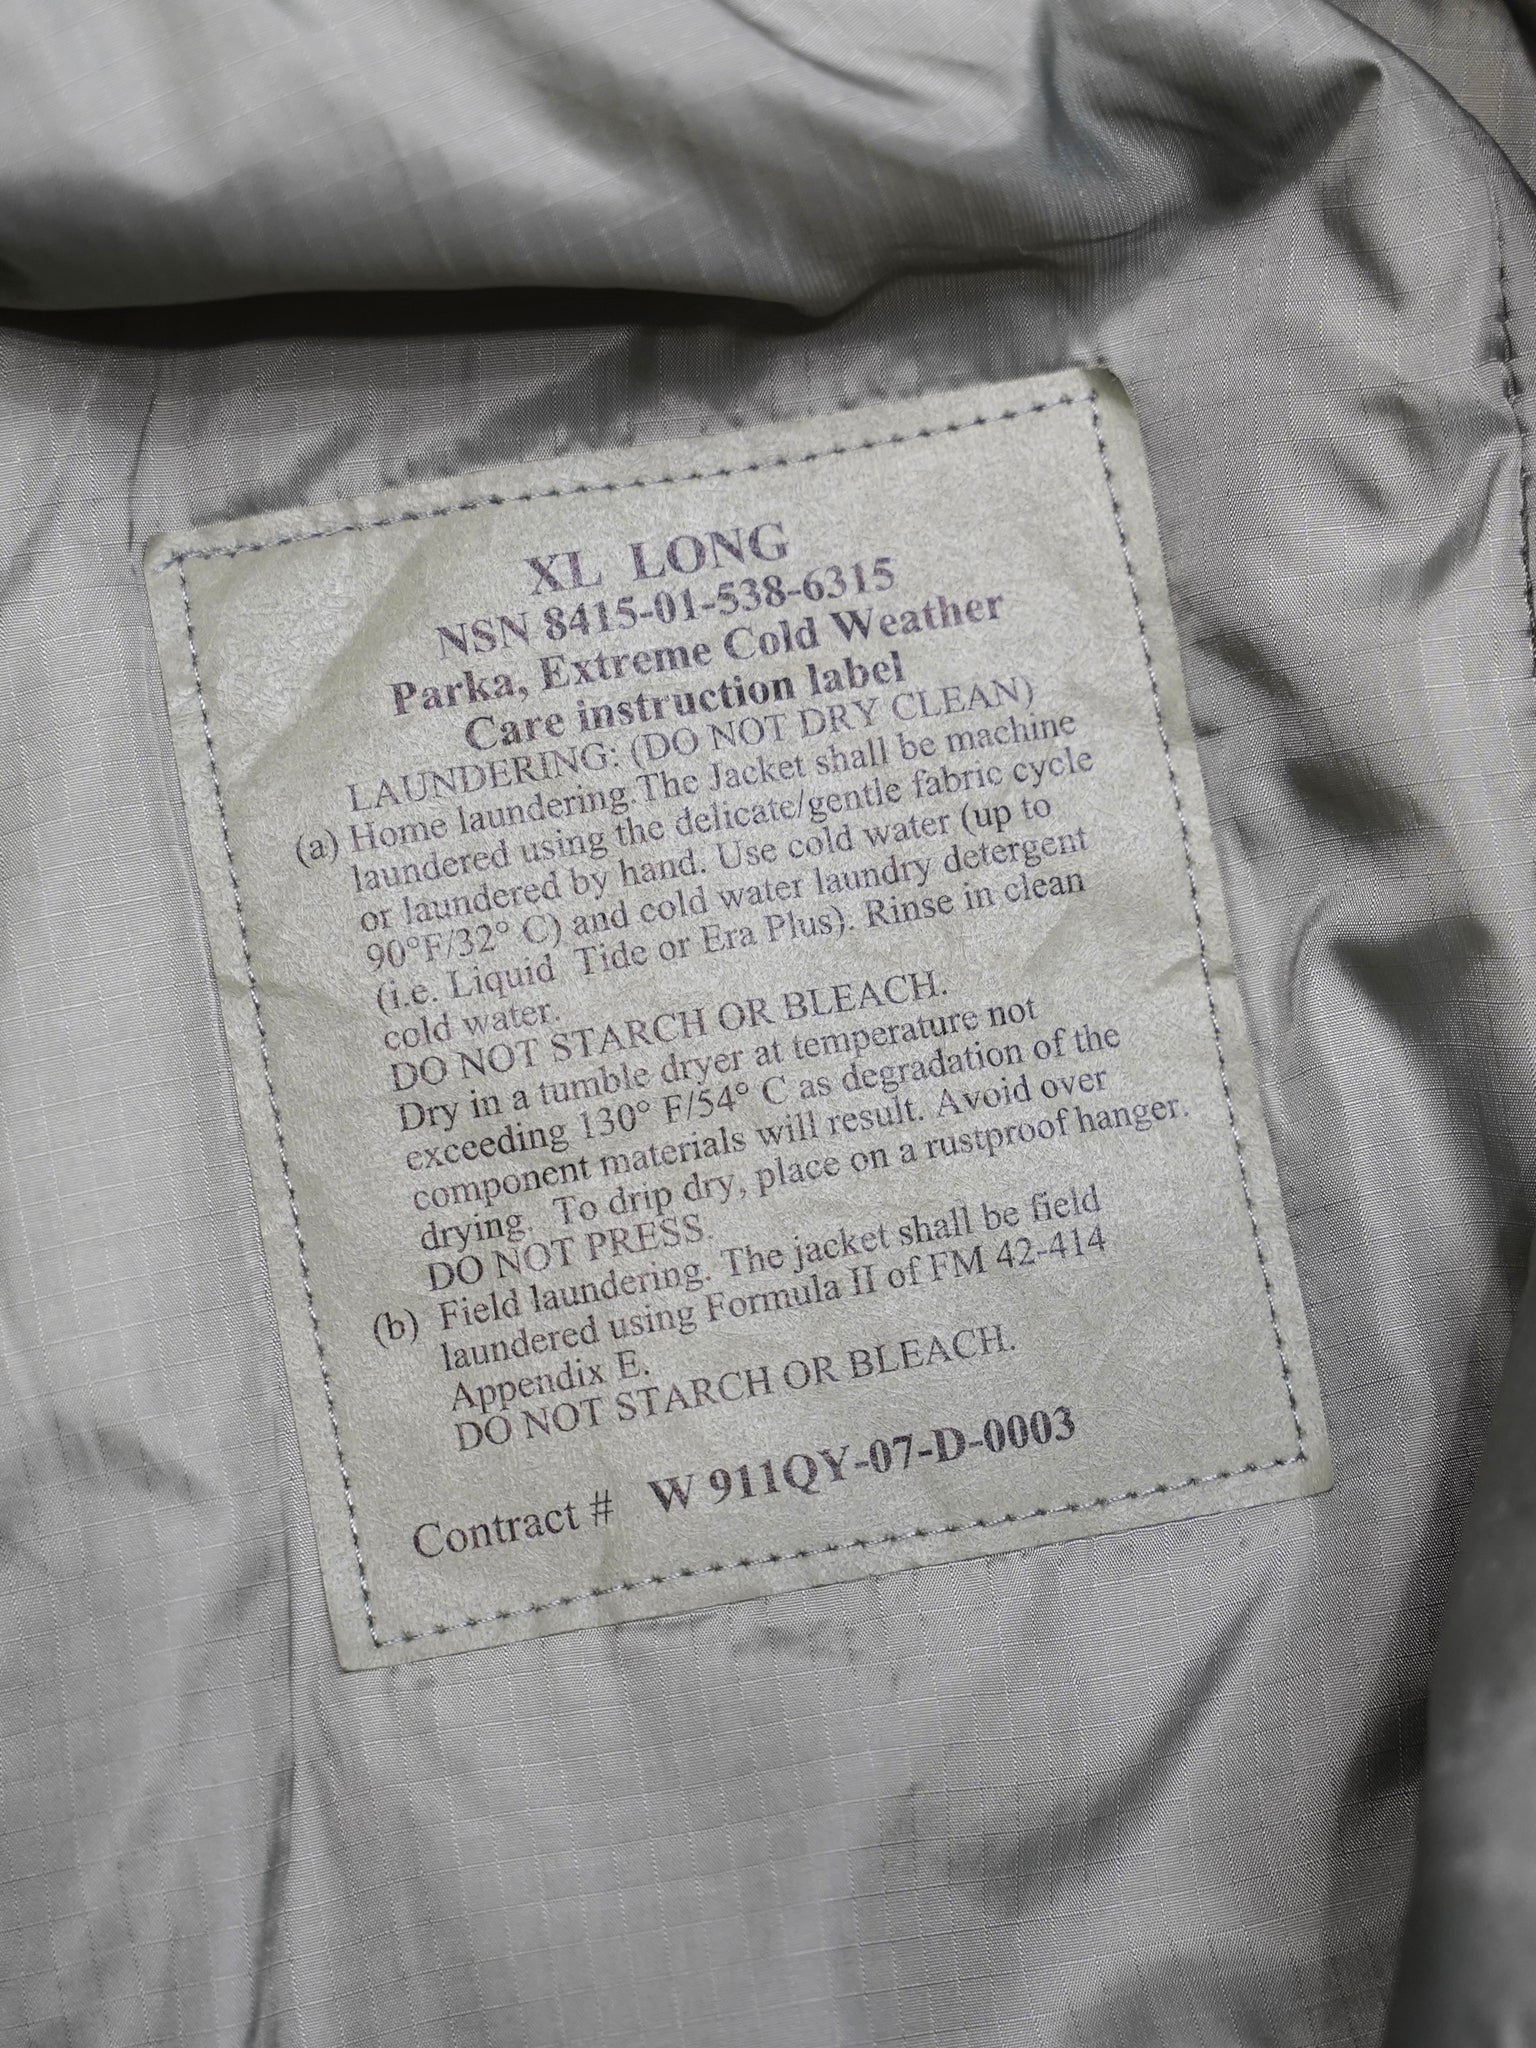 XL LONG
NSN 8415-01-538-6315
Parka, Extreme Cold Weather
Care instruction label
LAUNDERING: (DO NOT DRY CLEAN)
(a) Home laundering.The Jacket shall be machine
laundered using the delicate/gentle fabric cycle
or laundered by hand. Use cold water (up to
90°F/32° C) and cold water laundry detergent
(i.e. Liquid Tide or Era Plus). Rinse in clean
cold water.
DO NOT STARCH OR BLEACH.
Dry in a tumble dryer at temperature not
exceeding 130° F/54° C as degradation of the
component materials will result. Avoid over
drying. To drip dry, place on a rustproof hanger.
DO NOT PRESS.
(b) Field laundering. The jacket shall be field
laundered using Formula II of FM 42-414
Appendix E.
DO NOT STARCH OR BLEACH.
Contract # W 911QY-07-D-0003